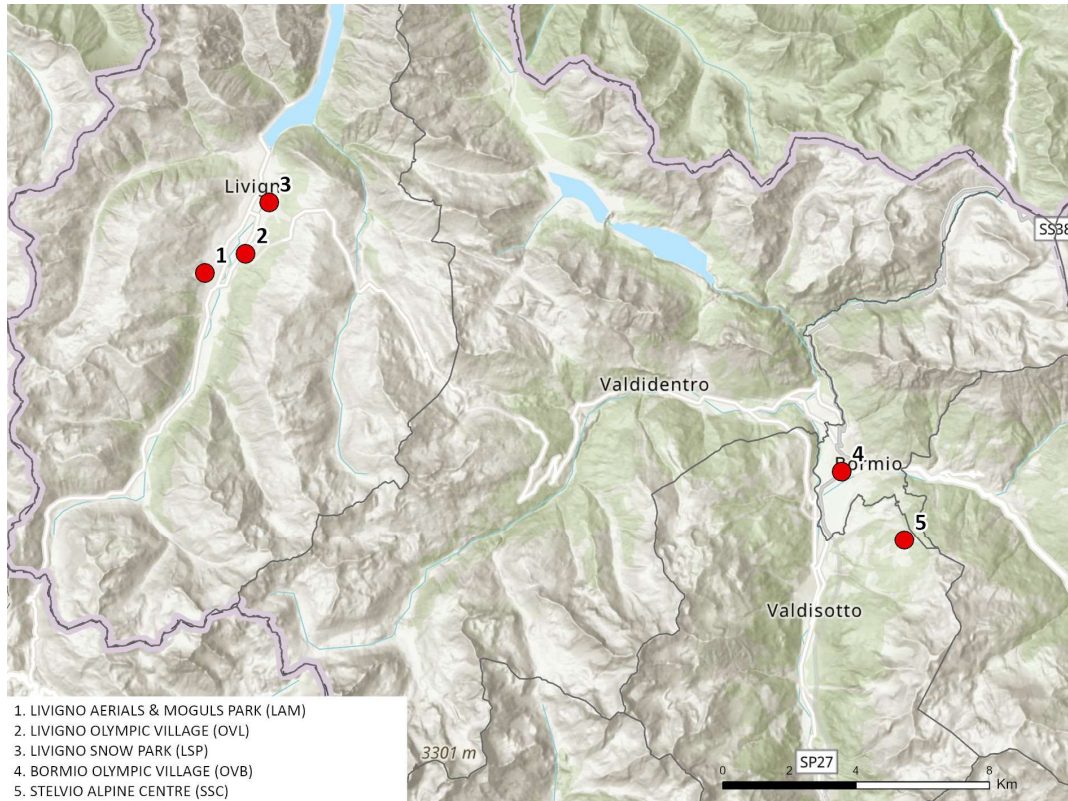 3
Livign
2
1
SS38
Valdidentro
4
Bormio
5
Valdisotto
1. LIVIGNO AERIALS & MOGULS PARK (LAM)
2. LIVIGNO OLYMPIC VILLAGE (OVL)
3. LIVIGNO SNOW PARK (LSP)
4. BORMIO OLYMPIC VILLAGE (OVB)
5. STELVIO ALPINE CENTRE (SSC)
3301 m
SP27
0 4 8
Km